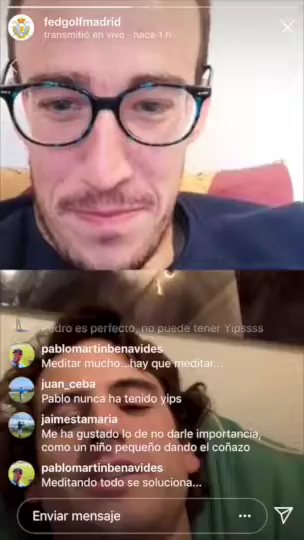 fedgolfmadrid
transmitió en vivo · hace 1 h
Pedro es perfecto, no puede tener Yipssss
pablomartinbenavides
Meditar mucho...hay que meditar...
juan_ceba
Pablo nunca ha tenido yips
jaimestamaria
Me ha gustado lo de no darle importancia,
como un niño pequeño dando el coñazo
pablomartinbenavides
Meditando todo se soluciona...
Enviar mensaje